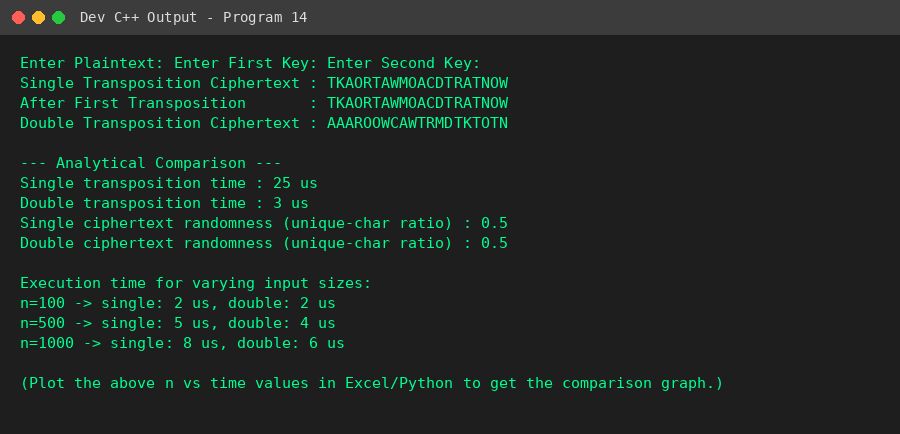 Dev C++ Output - Program 14
Enter Plaintext: Enter First Key: Enter Second Key:
Single Transposition Ciphertext : TKAORTAWMOACDTRATNOW
After First Transposition       : TKAORTAWMOACDTRATNOW
Double Transposition Ciphertext : AAAROOWCAWTRMDTKTOTN
--- Analytical Comparison ---
Single transposition time : 25 us
Double transposition time : 3 us
Single ciphertext randomness (unique-char ratio) : 0.5
Double ciphertext randomness (unique-char ratio) : 0.5
Execution time for varying input sizes:
n=100 -> single: 2 us, double: 2 us
n=500 -> single: 5 us, double: 4 us
n=1000 -> single: 8 us, double: 6 us
(Plot the above n vs time values in Excel/Python to get the comparison graph.)